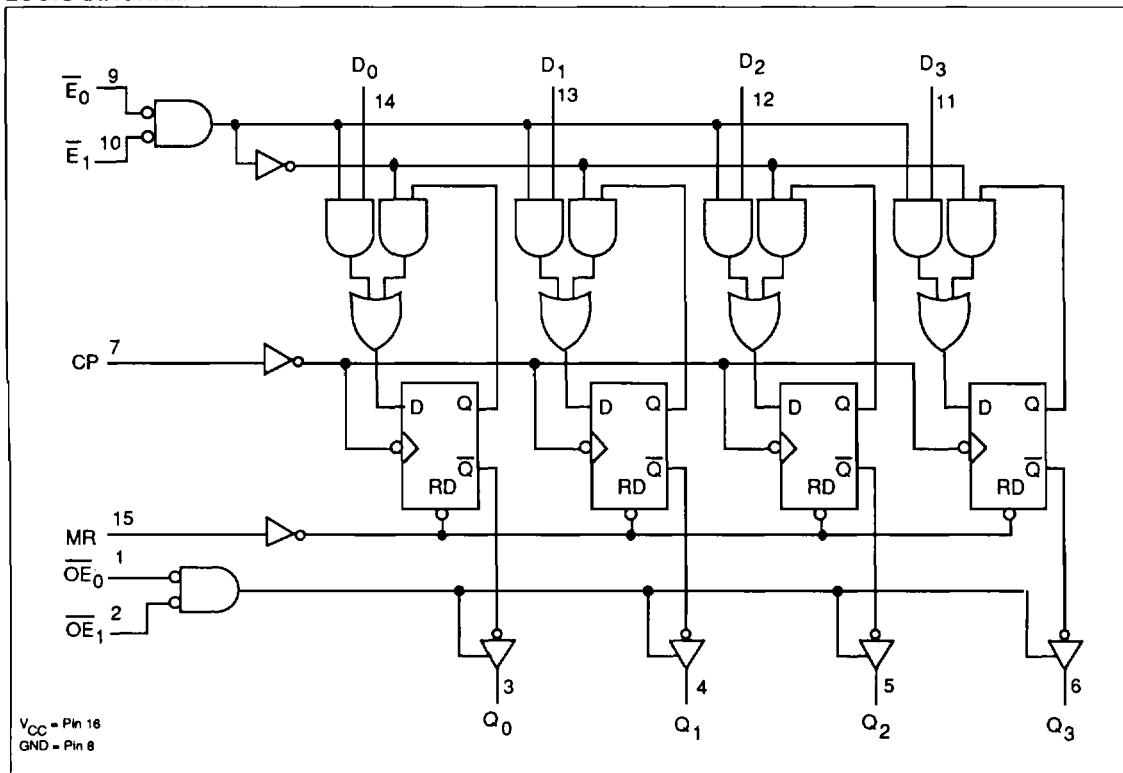 D0 D1 D2 D3
14 13 12 11
E̅0 9
E̅1 10
CP 7
D Q D Q D Q D Q
Q̅ Q̅ Q̅ Q̅
RD RD RD RD
MR 15
O̅E̅0 1
O̅E̅1 2
3 4 5 6
Q0 Q1 Q2 Q3
VCC = Pin 16
GND = Pin 8